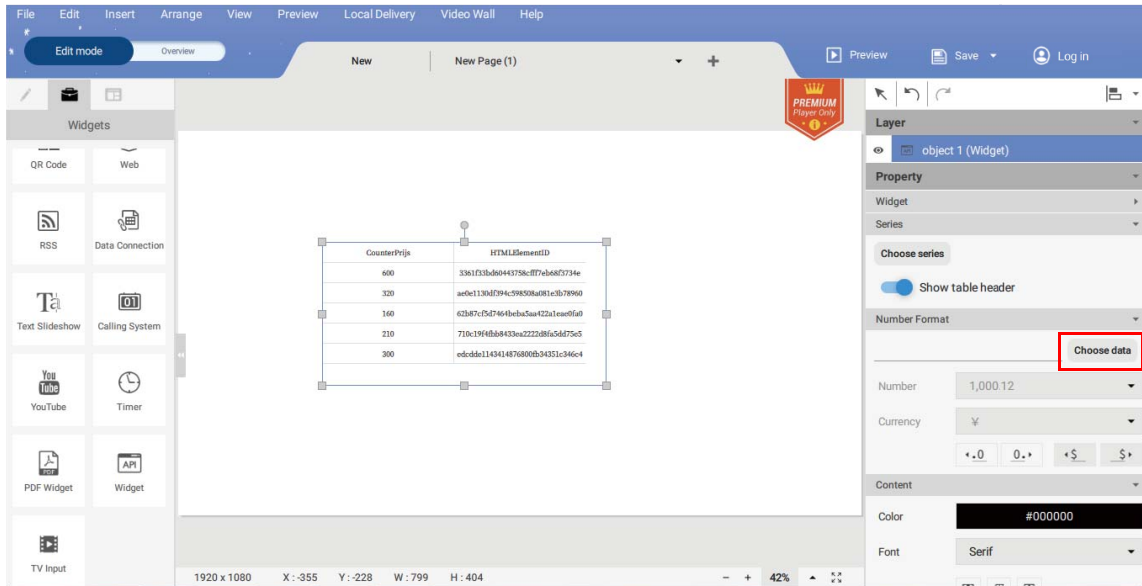 File Edit Insert Arrange View Preview Local Delivery Video Wall Help
Edit mode Overview
New New Page (1)
Preview Save Log in
PREMIUM
Player Only
Widgets
QR Code Web
RSS Data Connection
Text Slideshow Calling System
YouTube Timer
PDF Widget Widget
TV Input
CounterPrijs HTMLElementID
600 3361f33bd60443758cfff7eb68f3734e
320 ae0e1130df394c598508a081e3b78960
160 62b87cf5d7464beba5aa422a1eae0fa0
210 710c19f4fbb8433ea2222d8fa5dd75e5
300 edcdde1143414876800fb34351c346c4
1920 x 1080 X : -355 Y : -228 W : 799 H : 404
- + 42%
Layer
object 1 (Widget)
Property
Widget
Series
Choose series
Show table header
Number Format
Choose data
Number 1,000.12
Currency ¥
.0 0. $ $
Content
Color #000000
Font Serif